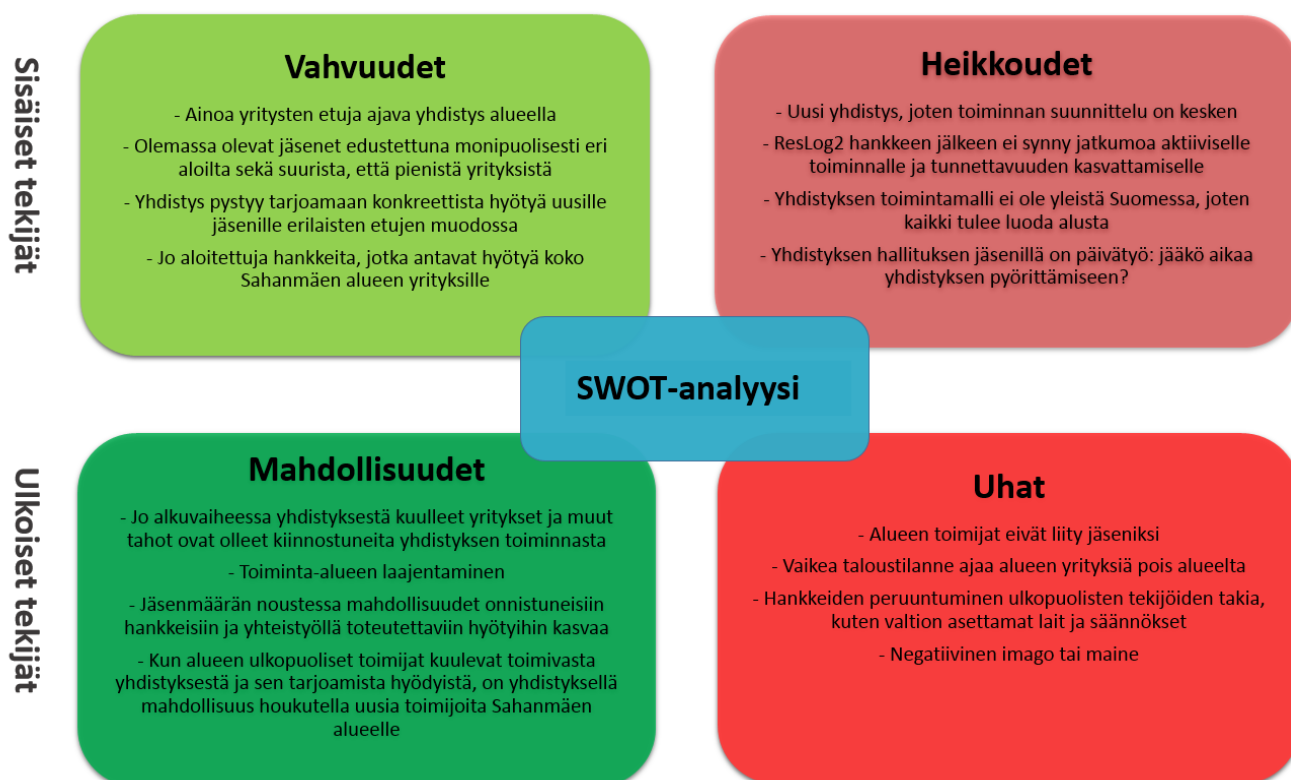 Sisäiset tekijät
Vahvuudet
- Ainoa yritysten etuja ajava yhdistys alueella
- Olemassa olevat jäsenet edustettuna monipuolisesti eri
aloilta sekä suurista, että pienistä yrityksistä
- Yhdistys pystyy tarjoamaan konkreettista hyötyä uusille
jäsenille erilaisten etujen muodossa
- Jo aloitettuja hankkeita, jotka antavat hyötyä koko
Sahanmäen alueen yrityksille
Heikkoudet
- Uusi yhdistys, joten toiminnan suunnittelu on kesken
- ResLog2 hankkeen jälkeen ei synny jatkumoa aktiiviselle
toiminnalle ja tunnettavuuden kasvattamiselle
- Yhdistyksen toimintamalli ei ole yleistä Suomessa, joten
kaikki tulee luoda alusta
- Yhdistyksen hallituksen jäsenillä on päivätyö: jääkö aikaa
yhdistyksen pyörittämiseen?
SWOT-analyysi
Ulkoiset tekijät
Mahdollisuudet
- Jo alkuvaiheessa yhdistyksestä kuulleet yritykset ja muut
tahot ovat olleet kiinnostuneita yhdistyksen toiminnasta
- Toiminta-alueen laajentaminen
- Jäsenmäärän noustessa mahdollisuudet onnistuneisiin
hankkeisiin ja yhteistyöllä toteutettaviin hyötyihin kasvaa
- Kun alueen ulkopuoliset toimijat kuulevat toimivasta
yhdistyksestä ja sen tarjoamista hyödyistä, on yhdistyksellä
mahdollisuus houkutella uusia toimijoita Sahanmäen
alueelle
Uhat
- Alueen toimijat eivät liity jäseniksi
- Vaikea taloustilanne ajaa alueen yrityksiä pois alueelta
- Hankkeiden peruuntuminen ulkopuolisten tekijöiden takia,
kuten valtion asettamat lait ja säännökset
- Negatiivinen imago tai maine